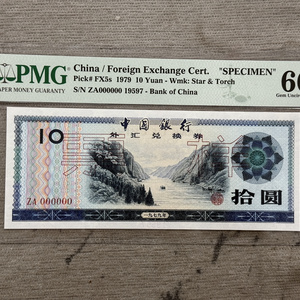 PMG
PAPER MONEY GUARANTY
China / Foreign Exchange Cert. "SPECIMEN"
Pick# FX5s 1979 10 Yuan - Wmk: Star & Torch
S/N ZA000000 19597 - Bank of China
Gem Uncirc
10
中国银行
外汇兑换券
ZA 000000
一九七九年
拾圆